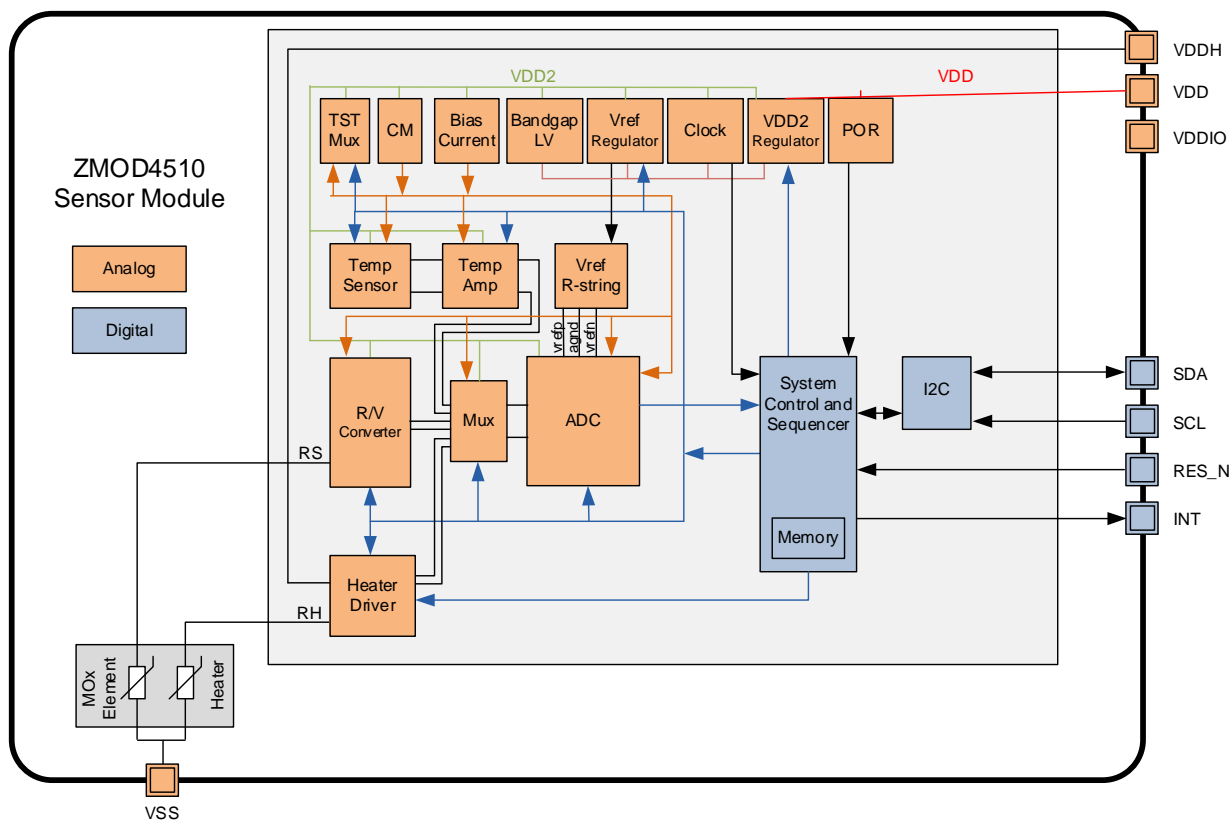 VDDH
VDD2
VDD
VDD
VDDIO
TST
Mux
CM
Bias
Current
Bandgap
LV
Vref
Regulator
Clock
VDD2
Regulator
POR
ZMOD4510
Sensor Module
Analog
Digital
Temp
Sensor
Temp
Amp
Vref
R-string
vrefp
agnd
vrefn
R/V
Converter
Mux
ADC
System
Control and
Sequencer
Memory
I2C
SDA
SCL
RES_N
INT
RS
RH
Heater
Driver
MOx
Element
Heater
VSS